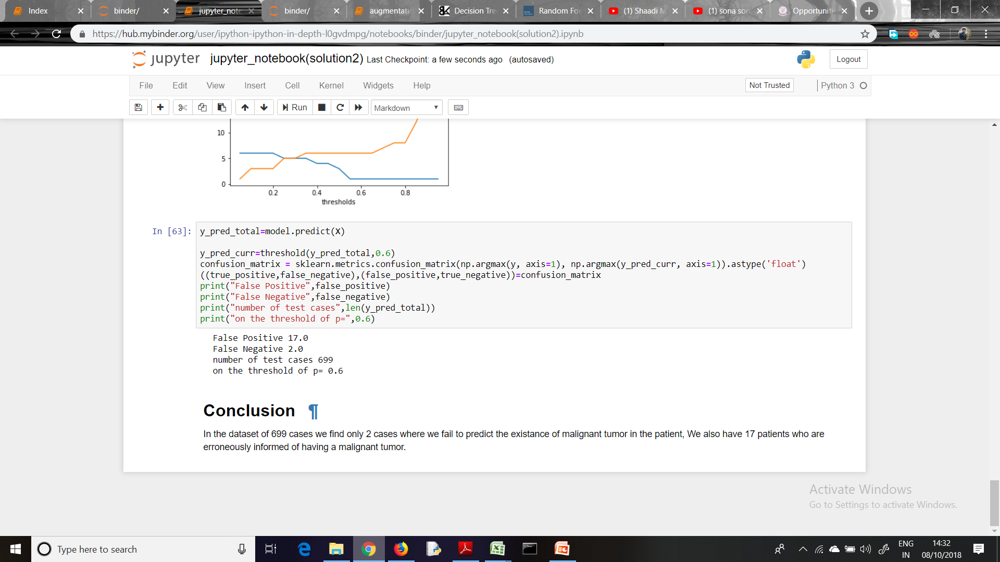 Index
binder/
jupyter_note
binder/
augmentati
Decision Tre
Random For
(1) Shaadi M
(1) sona son
Opportuniti
https://hub.mybinder.org/user/ipython-ipython-in-depth-l0gvdmpg/notebooks/binder/jupyter_notebook(solution2).ipynb
jupyter jupyter_notebook(solution2) Last Checkpoint: a few seconds ago (autosaved)
Logout
File Edit View Insert Cell Kernel Widgets Help
Not Trusted
Python 3
Run
Markdown
10
5
0
0.2 0.4 0.6 0.8
thresholds
In [63]:
y_pred_total=model.predict(X)
y_pred_curr=threshold(y_pred_total,0.6)
confusion_matrix = sklearn.metrics.confusion_matrix(np.argmax(y, axis=1), np.argmax(y_pred_curr, axis=1)).astype('float')
((true_positive,false_negative),(false_positive,true_negative))=confusion_matrix
print("False Positive",false_positive)
print("False Negative",false_negative)
print("number of test cases",len(y_pred_total))
print("on the threshold of p=",0.6)
False Positive 17.0
False Negative 2.0
number of test cases 699
on the threshold of p= 0.6
Conclusion ¶
In the dataset of 699 cases we find only 2 cases where we fail to predict the existance of malignant tumor in the patient, We also have 17 patients who are
erroneously informed of having a malignant tumor.
Activate Windows
Go to Settings to activate Windows.
Type here to search
ENG
IN
14:32
08/10/2018